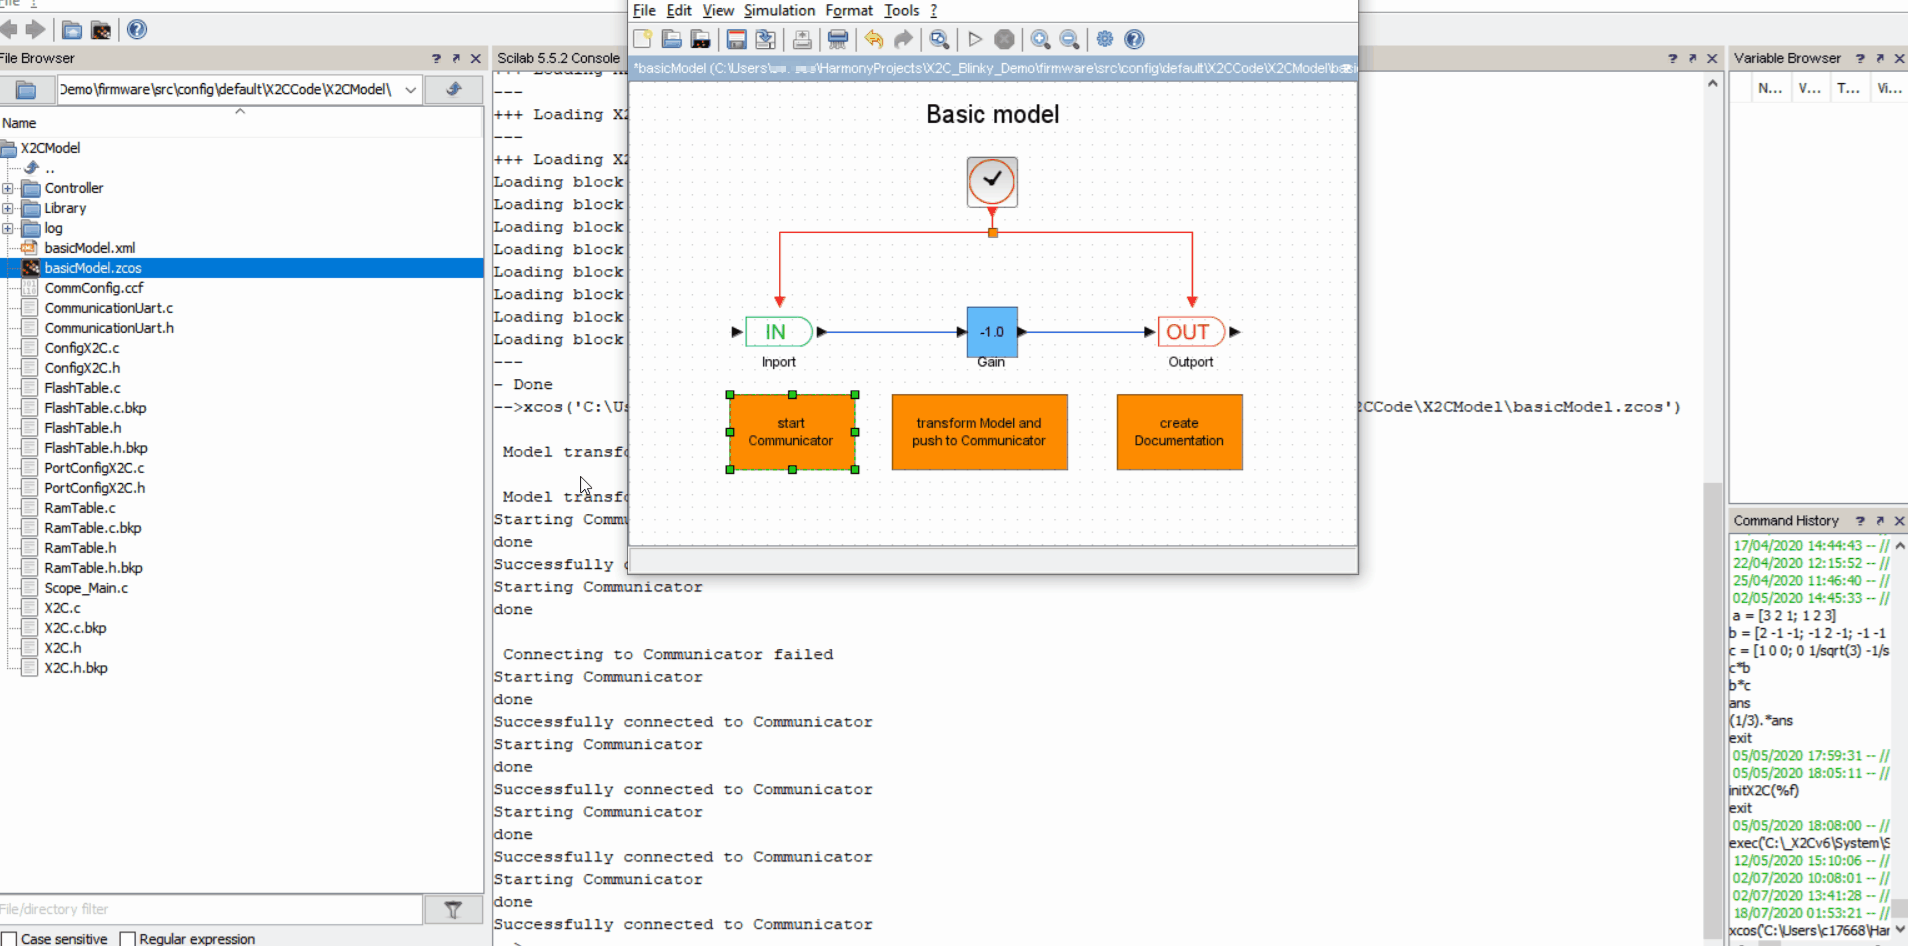 File ?
File Browser
? ↗ ✕
Demo\firmware\src\config\default\X2CCode\X2CModel\
Name
X2CModel
..
Controller
Library
log
basicModel.xml
basicModel.zcos
CommConfig.ccf
CommunicationUart.c
CommunicationUart.h
ConfigX2C.c
ConfigX2C.h
FlashTable.c
FlashTable.c.bkp
FlashTable.h
FlashTable.h.bkp
PortConfigX2C.c
PortConfigX2C.h
RamTable.c
RamTable.c.bkp
RamTable.h
RamTable.h.bkp
Scope_Main.c
X2C.c
X2C.c.bkp
X2C.h
X2C.h.bkp
File/directory filter
Case sensitive Regular expression
Scilab 5.5.2 Console
---
+++ Loading X2
---
+++ Loading X2
Loading block
Loading block
Loading block
Loading block
Loading block
Loading block
Loading block
Loading block
---
- Done
-->xcos('C:\Us
CCode\X2CModel\basicModel.zcos')
Model transfo
Model transfo
Starting Commu
done
Successfully c
Starting Communicator
done
Connecting to Communicator failed
Starting Communicator
done
Successfully connected to Communicator
Starting Communicator
done
Successfully connected to Communicator
Starting Communicator
done
Successfully connected to Communicator
Starting Communicator
done
Successfully connected to Communicator
File Edit View Simulation Format Tools ?
*basicModel (C:\Users\ \HarmonyProjects\X2C_Blinky_Demo\firmware\src\config\default\X2CCode\X2CModel\
Basic model
IN
-1.0
OUT
Inport
Gain
Outport
start
Communicator
transform Model and
push to Communicator
create
Documentation
Variable Browser
N... V... T... Vi...
Command History
17/04/2020 14:44:43 -- //
22/04/2020 12:15:52 -- //
25/04/2020 11:46:40 -- //
02/05/2020 14:45:33 -- //
a = [3 2 1; 1 2 3]
b = [2 -1 -1; -1 2 -1; -1 -1
c = [1 0 0; 0 1/sqrt(3) -1/s
c*b
b*c
ans
(1/3).*ans
exit
05/05/2020 17:59:31 -- //
05/05/2020 18:05:11 -- //
initX2C(%f)
exit
05/05/2020 18:08:00 -- //
exec('C:\_X2Cv6\System\S
12/05/2020 15:10:06 -- //
02/07/2020 10:08:01 -- //
02/07/2020 13:41:28 -- //
18/07/2020 01:53:21 -- //
xcos('C:\Users\c17668\Har